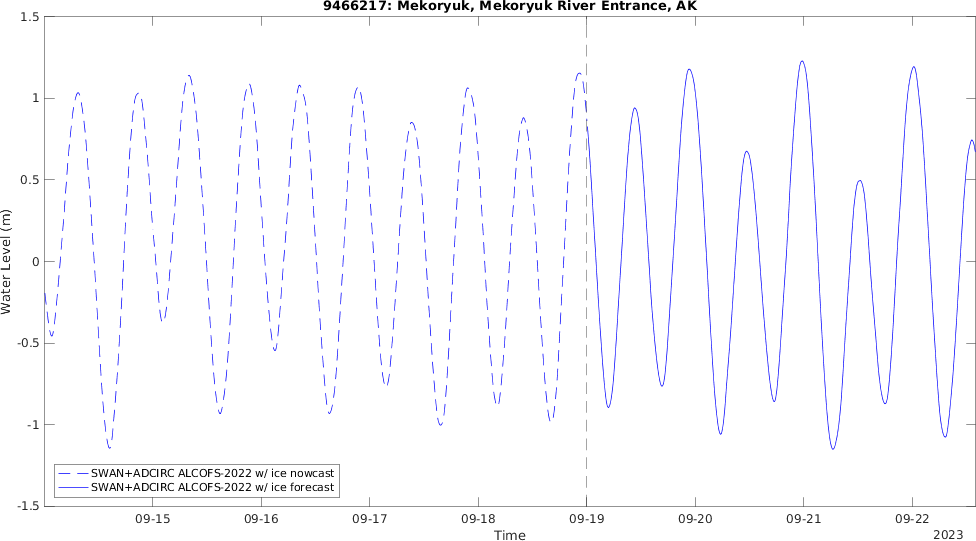 9466217: Mekoryuk, Mekoryuk River Entrance, AK
1.5
1
0.5
0
-0.5
-1
-1.5
Water Level (m)
SWAN+ADCIRC ALCOFS-2022 w/ ice nowcast
SWAN+ADCIRC ALCOFS-2022 w/ ice forecast
09-15 09-16 09-17 09-18 09-19 09-20 09-21 09-22
Time
2023